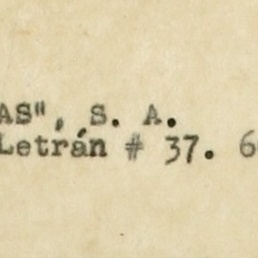 AS", S. A.
Letrán # 37. 6